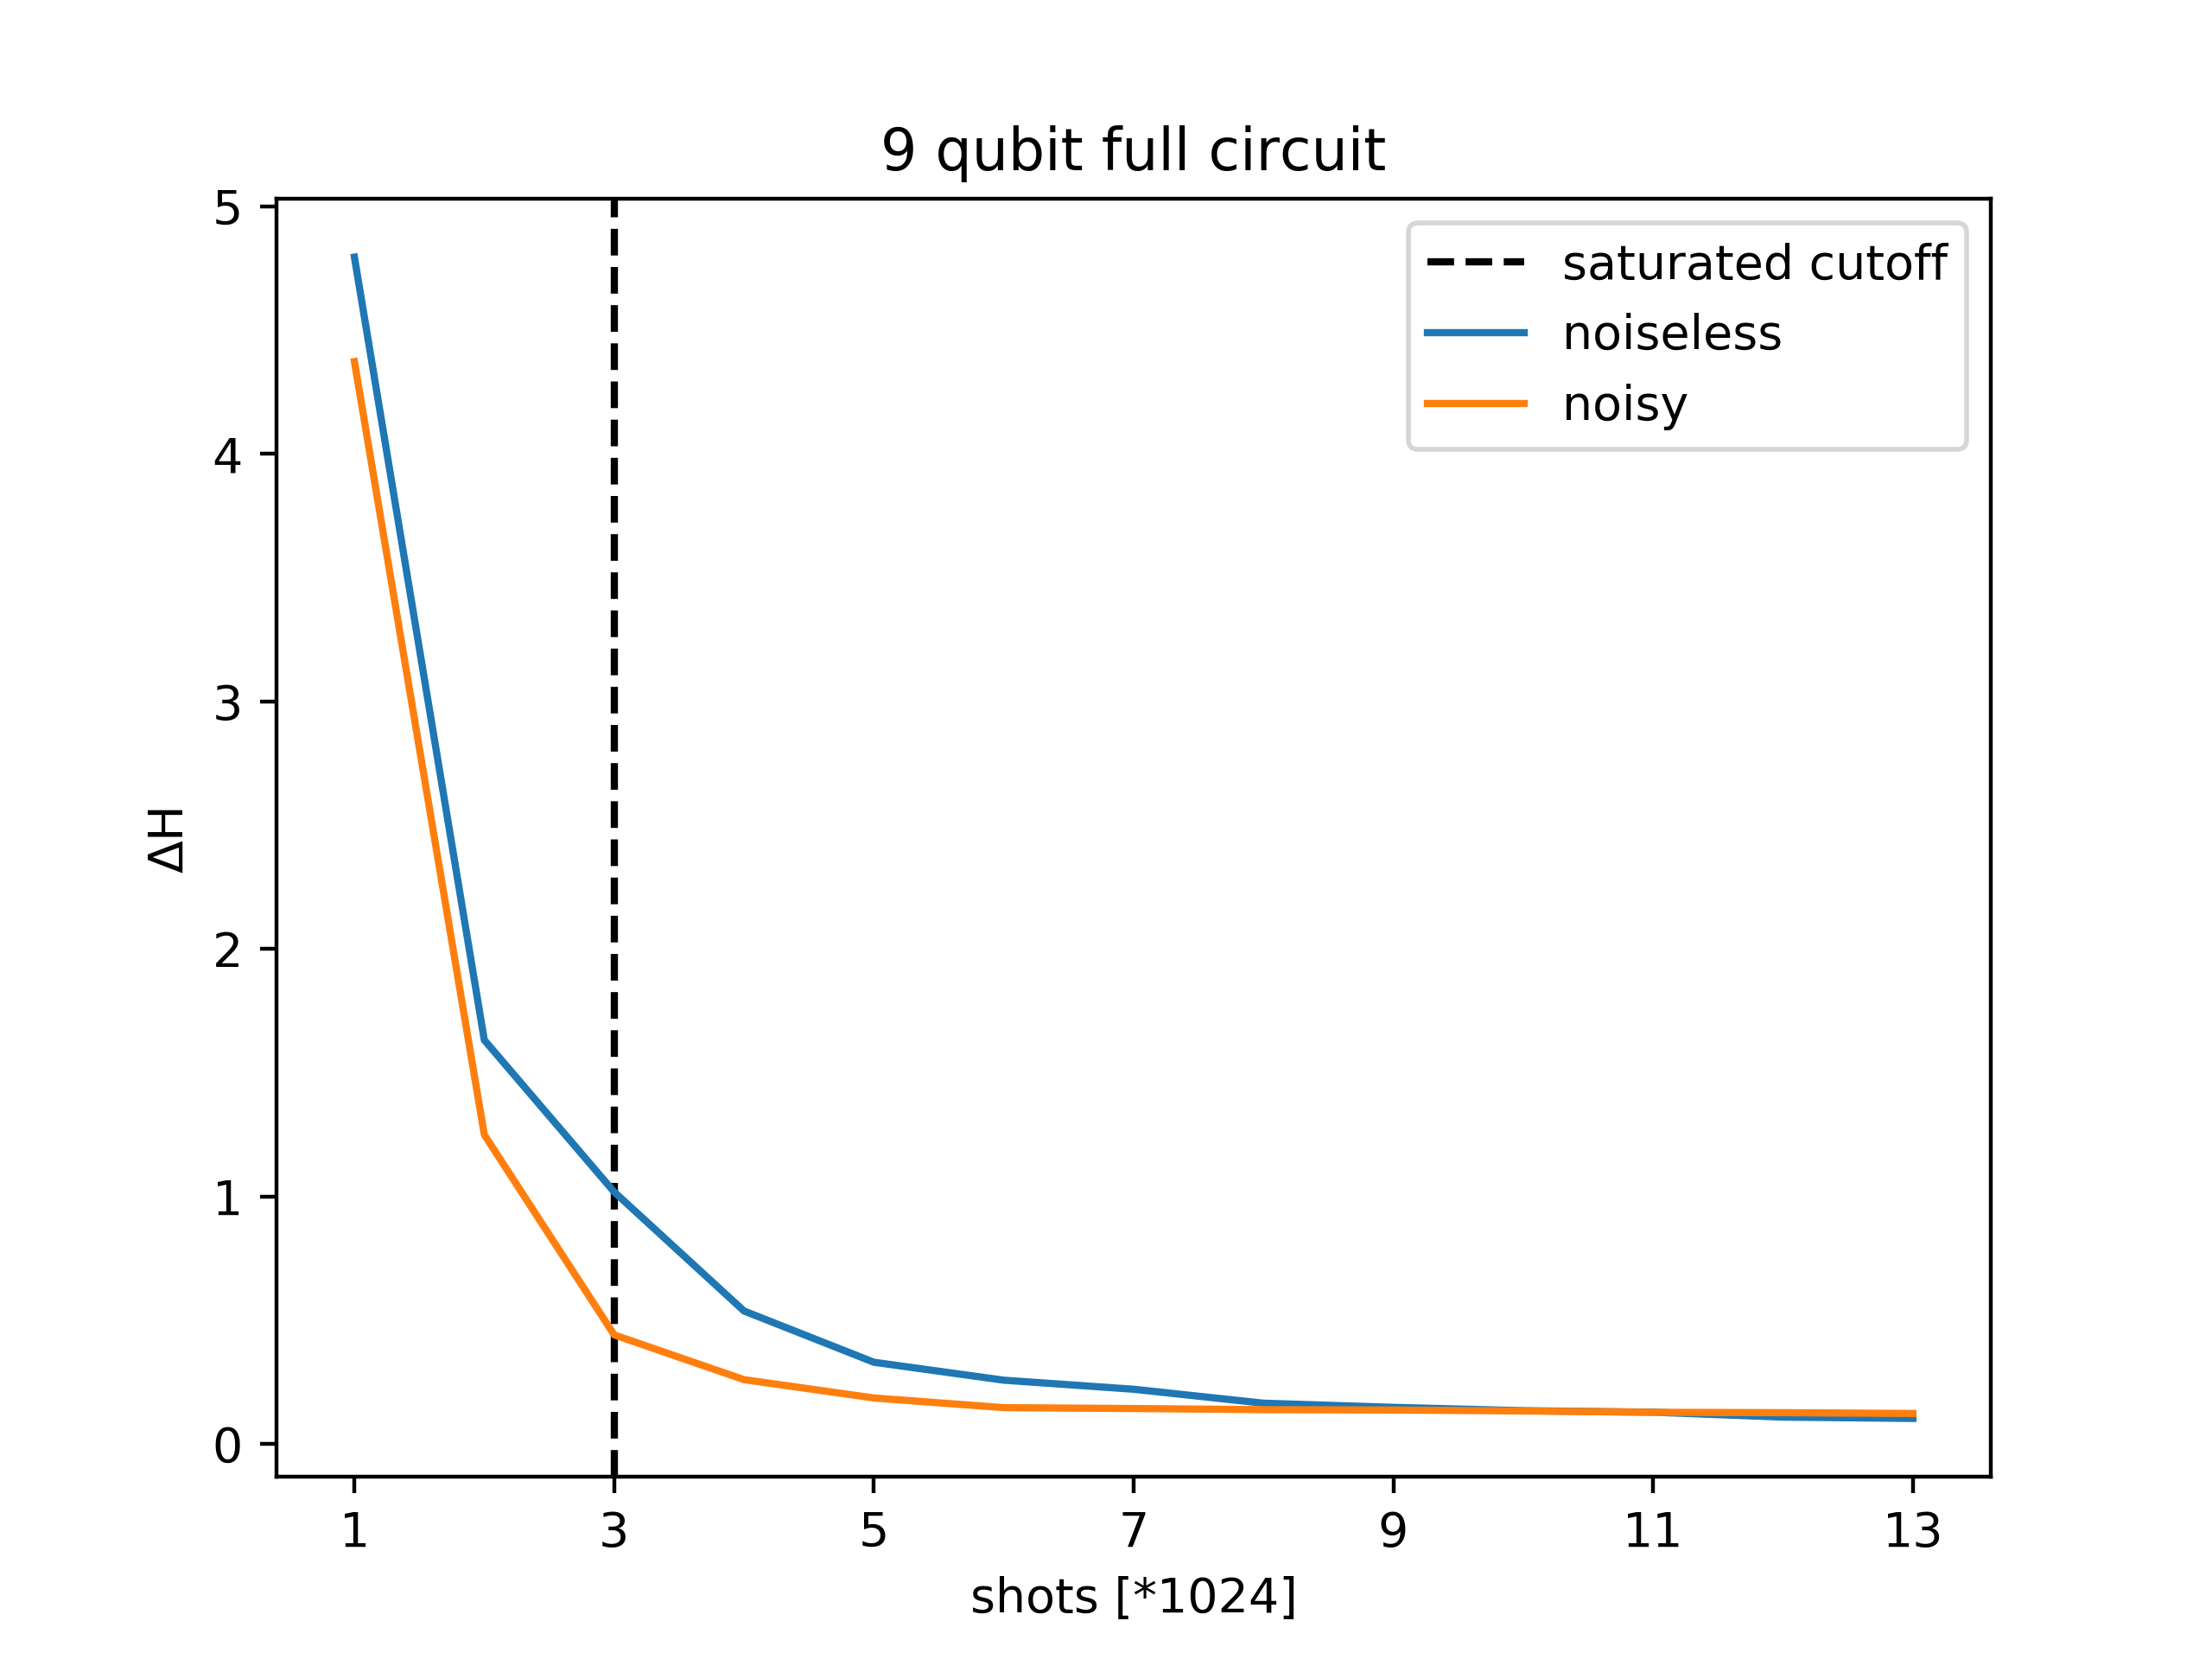 9 qubit full circuit
5
4
3
2
1
0
ΔH
saturated cutoff
noiseless
noisy
1 3 5 7 9 11 13
shots [*1024]